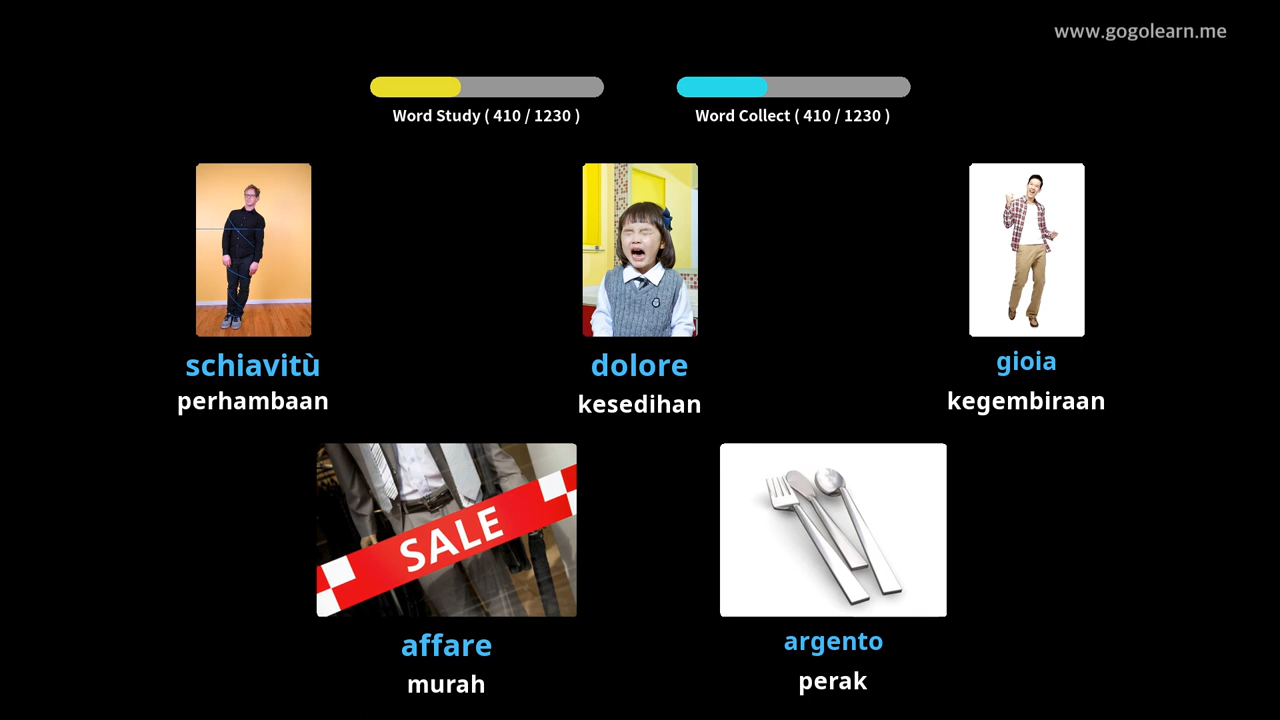 www.gogolearn.me
Word Study ( 410 / 1230 )
Word Collect ( 410 / 1230 )
schiavitù
perhambaan
dolore
kesedihan
gioia
kegembiraan
SALE
affare
murah
argento
perak